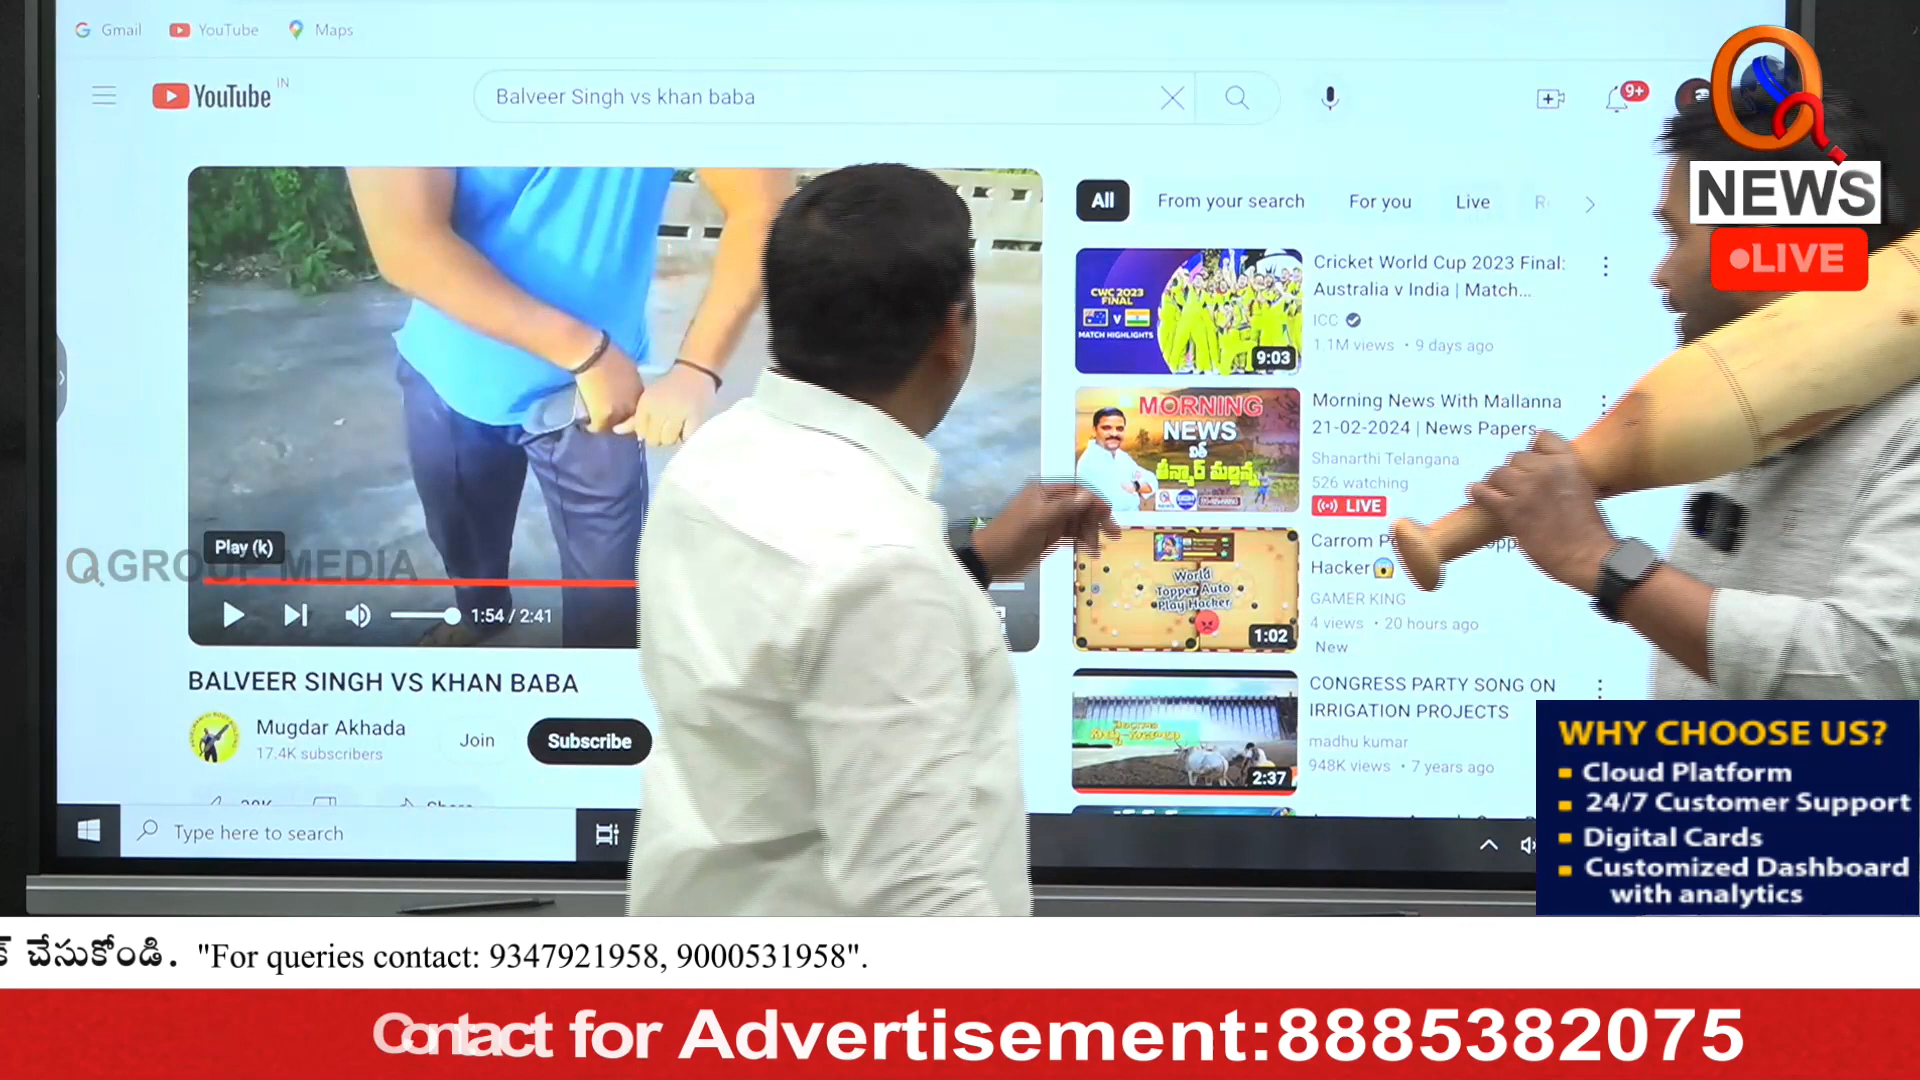 Gmail YouTube Maps
YouTube IN
Balveer Singh vs khan baba
9+
NEWS
LIVE
All From your search For you Live
Cricket World Cup 2023 Final:
Australia v India | Match...
ICC
1.1M views • 9 days ago
CWC 2023
FINAL
V
MATCH HIGHLIGHTS
9:03
Morning News With Mallanna
21-02-2024 | News Papers
Shanarthi Telangana
526 watching
LIVE
MORNING
NEWS
విత్
తీన్మార్ మల్లన్న
Carrom
Hacker
GAMER KING
4 views • 20 hours ago
New
World
Topper Auto
Play Hacker
1:02
CONGRESS PARTY SONG ON
IRRIGATION PROJECTS
madhu kumar
948K views • 7 years ago
2:37
Play (k)
Q GROUP MEDIA
1:54 / 2:41
BALVEER SINGH VS KHAN BABA
Mugdar Akhada
17.4K subscribers
Join Subscribe
Type here to search
WHY CHOOSE US?
Cloud Platform
24/7 Customer Support
Digital Cards
Customized Dashboard
with analytics
చేసుకోండి. "For queries contact: 9347921958, 9000531958".
Contact for Advertisement:8885382075